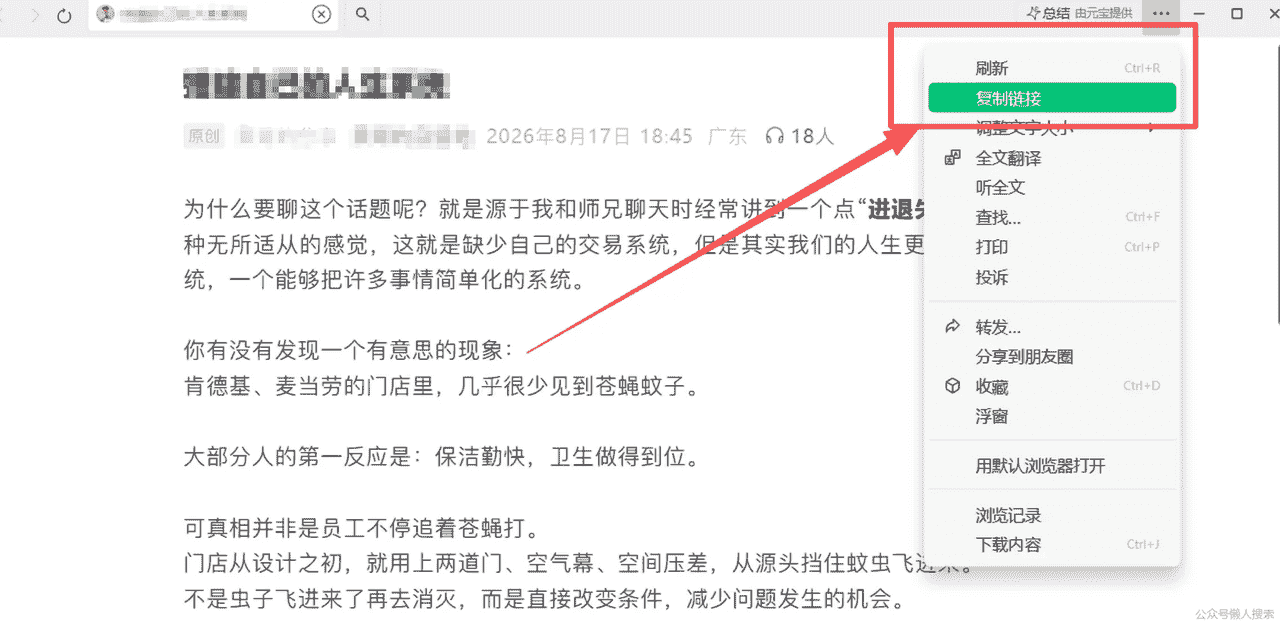 总结 由元宝提供
原创
2026年8月17日 18:45 广东 18人
为什么要聊这个话题呢？就是源于我和师兄聊天时经常讲到一个点“进退失
种无所适从的感觉，这就是缺少自己的交易系统，但是其实我们的人生更
统，一个能够把许多事情简单化的系统。
你有没有发现一个有意思的现象：
肯德基、麦当劳的门店里，几乎很少见到苍蝇蚊子。
大部分人的第一反应是：保洁勤快，卫生做得到位。
可真相并非是员工不停追着苍蝇打。
门店从设计之初，就用上两道门、空气幕、空间压差，从源头挡住蚊虫飞进来。
不是虫子飞进来了再去消灭，而是直接改变条件，减少问题发生的机会。
刷新 Ctrl+R
复制链接
调整文字大小
全文翻译
听全文
查找... Ctrl+F
打印 Ctrl+P
投诉
转发...
分享到朋友圈
收藏 Ctrl+D
浮窗
用默认浏览器打开
浏览记录
下载内容 Ctrl+J
公众号懒人搜索